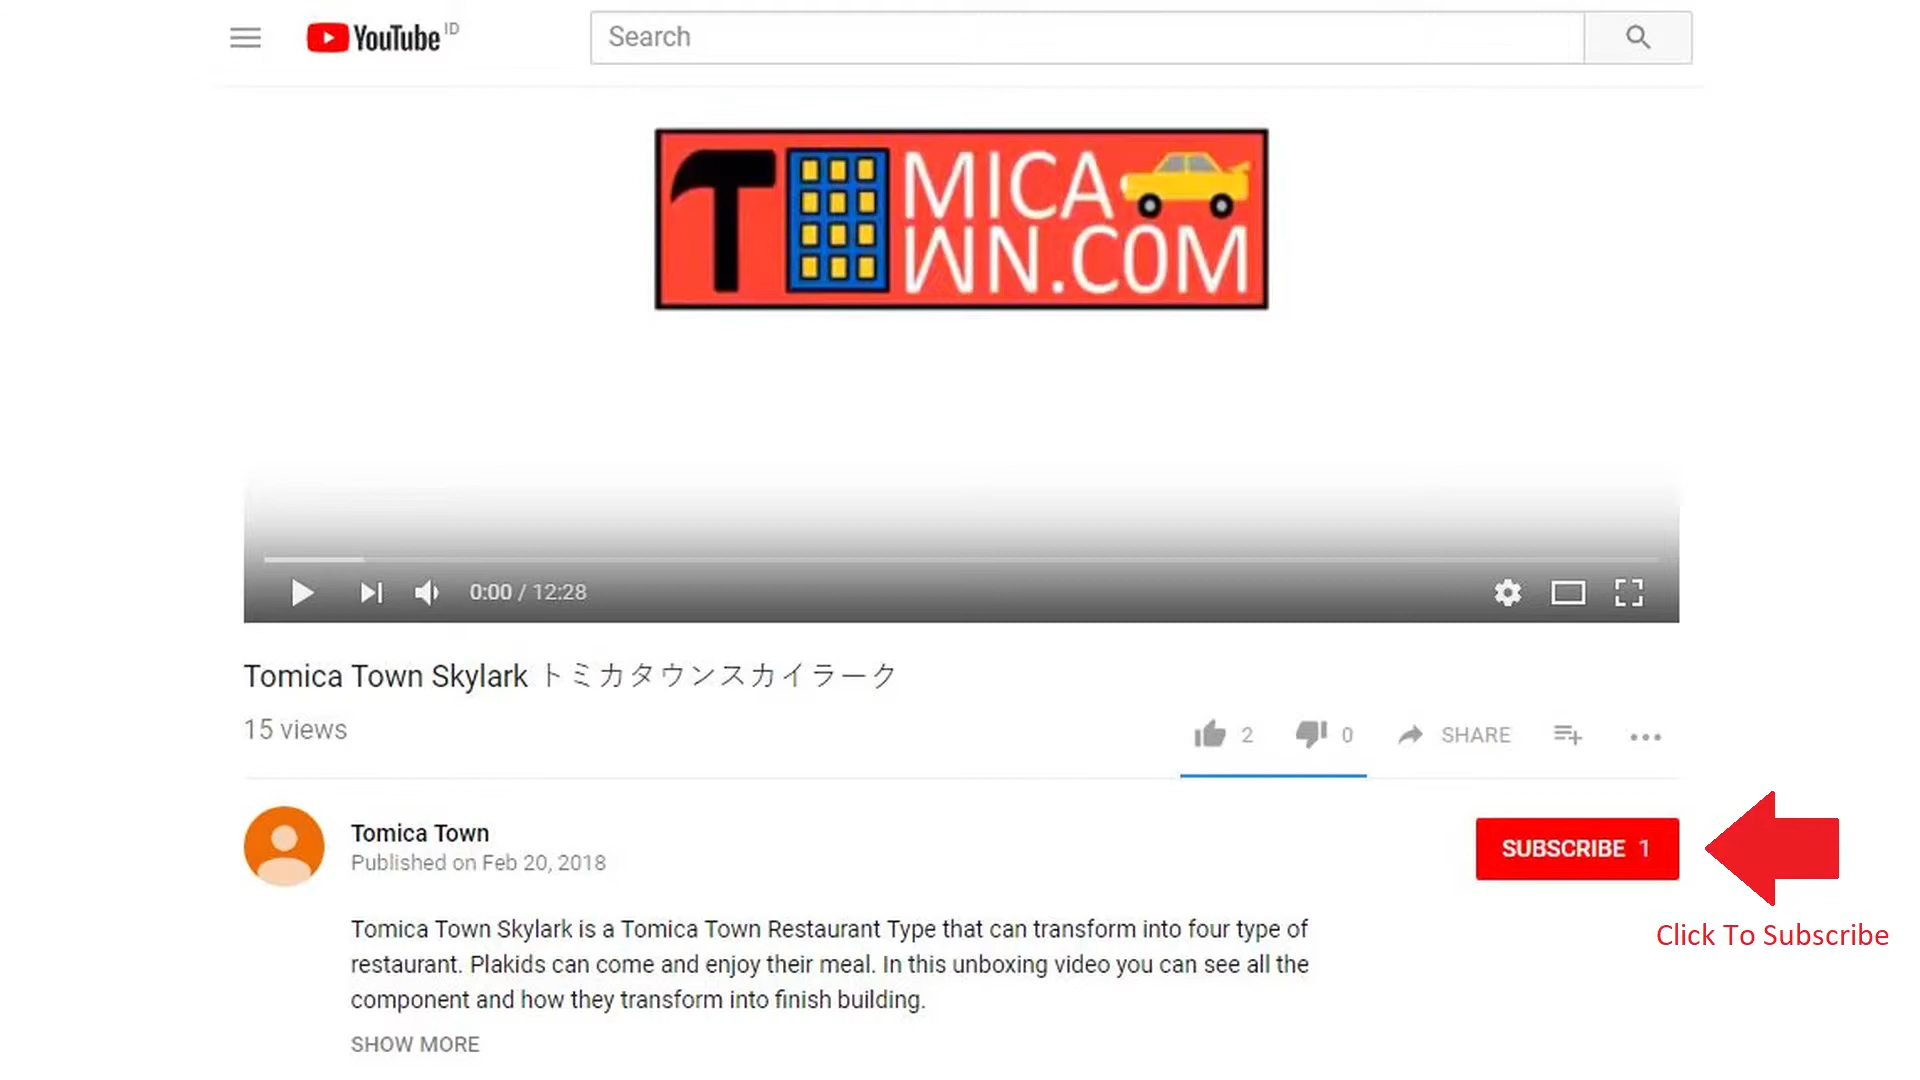 YouTube ID
Search
TOMICA
TOWN.COM
0:00 / 12:28
Tomica Town Skylark トミカタウンスカイラーク
15 views
2 0 SHARE
Tomica Town
Published on Feb 20, 2018
SUBSCRIBE 1
Click To Subscribe
Tomica Town Skylark is a Tomica Town Restaurant Type that can transform into four type of
restaurant. Plakids can come and enjoy their meal. In this unboxing video you can see all the
component and how they transform into finish building.
SHOW MORE